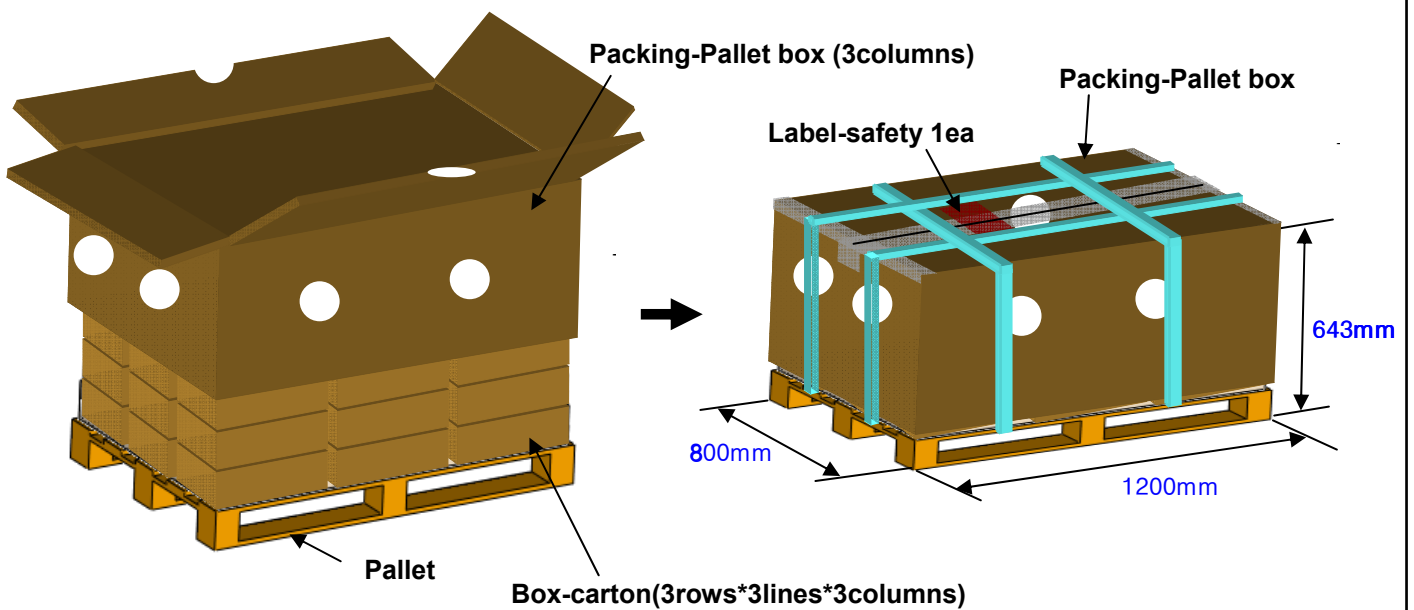 Packing-Pallet box (3columns)
Packing-Pallet box
Label-safety 1ea
643mm
800mm
1200mm
Pallet
Box-carton(3rows*3lines*3columns)